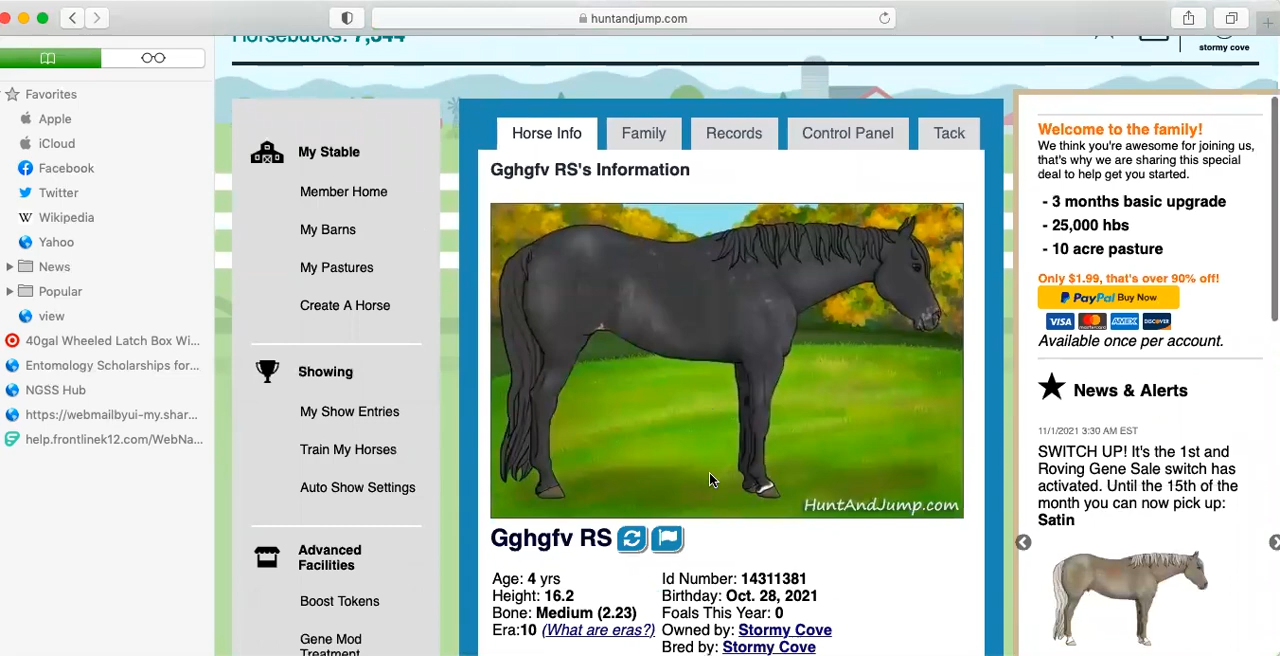 huntandjump.com
Horsebucks: 7,344
stormy cove
Favorites
Apple
iCloud
Facebook
Twitter
Wikipedia
Yahoo
News
Popular
view
40gal Wheeled Latch Box Wi...
Entomology Scholarships for...
NGSS Hub
https://webmailbyui-my.shar...
help.frontlinek12.com/WebNa...
My Stable
Member Home
My Barns
My Pastures
Create A Horse
Showing
My Show Entries
Train My Horses
Auto Show Settings
Advanced
Facilities
Boost Tokens
Gene Mod
Treatment
Horse Info
Family
Records
Control Panel
Tack
Gghgfv RS's Information
HuntAndJump.com
Gghgfv RS
Age: 4 yrs
Height: 16.2
Bone: Medium (2.23)
Era:10 (What are eras?)
Id Number: 14311381
Birthday: Oct. 28, 2021
Foals This Year: 0
Owned by: Stormy Cove
Bred by: Stormy Cove
Welcome to the family!
We think you're awesome for joining us,
that's why we are sharing this special
deal to help get you started.
- 3 months basic upgrade
- 25,000 hbs
- 10 acre pasture
Only $1.99, that's over 90% off!
PayPal Buy Now
VISA mastercard AMEX DISCOVER
Available once per account.
News & Alerts
11/1/2021 3:30 AM EST
SWITCH UP! It's the 1st and
Roving Gene Sale switch has
activated. Until the 15th of the
month you can now pick up:
Satin